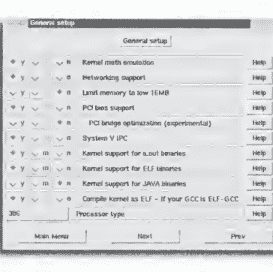 General setup
General setup
y n Kernel math emulation Help
y n Networking support Help
y n Limit memory to low 16MB Help
y n PCI bios support Help
y n PCI bridge optimization (experimental) Help
y n System V IPC Help
y m n Kernel support for a.out binaries Help
y m n Kernel support for ELF binaries Help
y m n Kernel support for JAVA binaries Help
y n Compile kernel as ELF - if your GCC is ELF-GCC Help
386 Processor type Help
Main Menu Next Prev